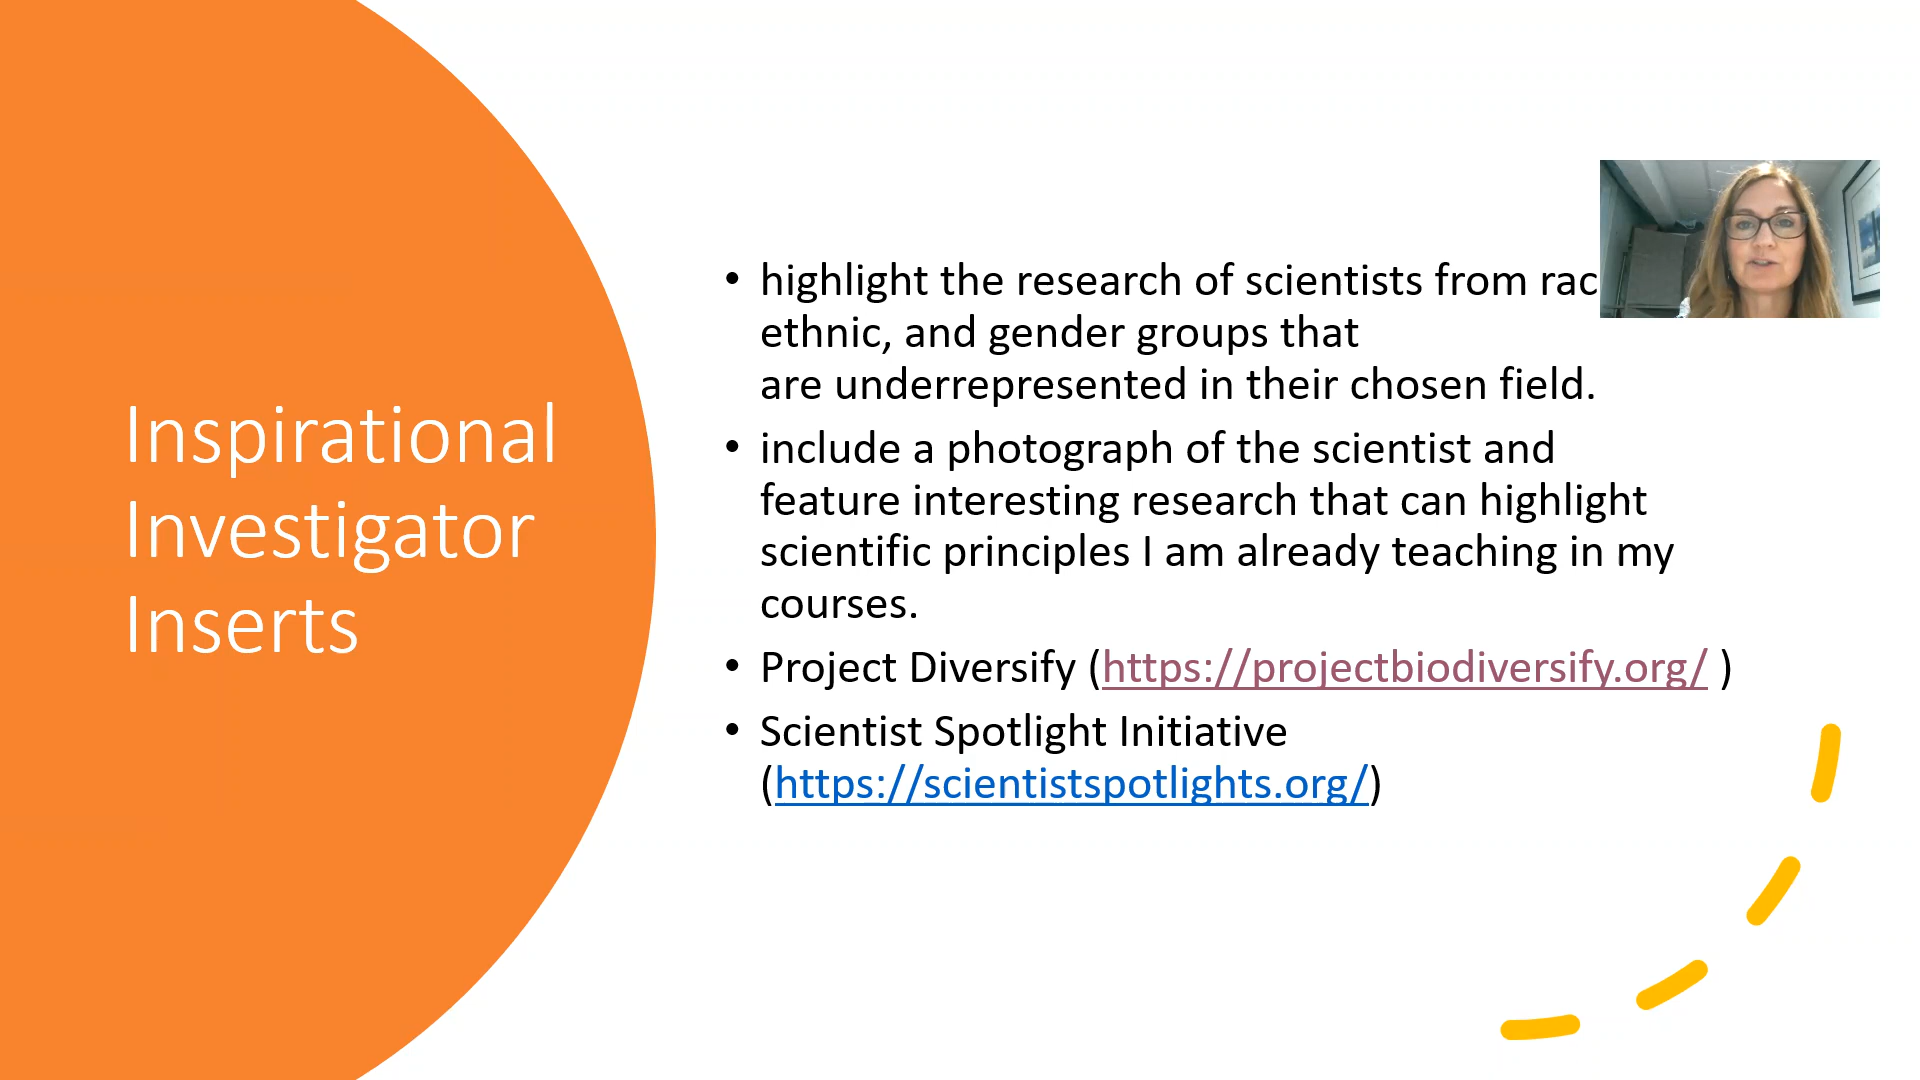 Inspirational
Investigator
Inserts
• highlight the research of scientists from
ethnic, and gender groups that
are underrepresented in their chosen field.
• include a photograph of the scientist and
feature interesting research that can highlight
scientific principles I am already teaching in my
courses.
• Project Diversify (https://projectbiodiversify.org/ )
• Scientist Spotlight Initiative
(https://scientistspotlights.org/)